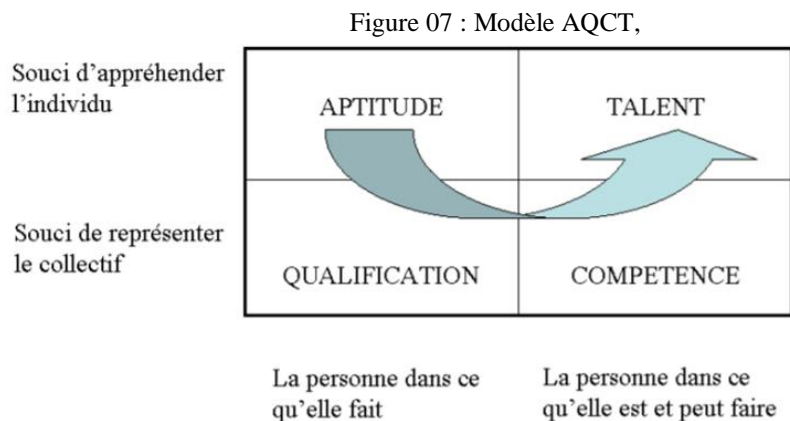 Figure 07 : Modèle AQCT,
Souci d'appréhender
l'individu
APTITUDE
TALENT
Souci de représenter
le collectif
QUALIFICATION
COMPETENCE
La personne dans ce
qu'elle fait
La personne dans ce
qu'elle est et peut faire